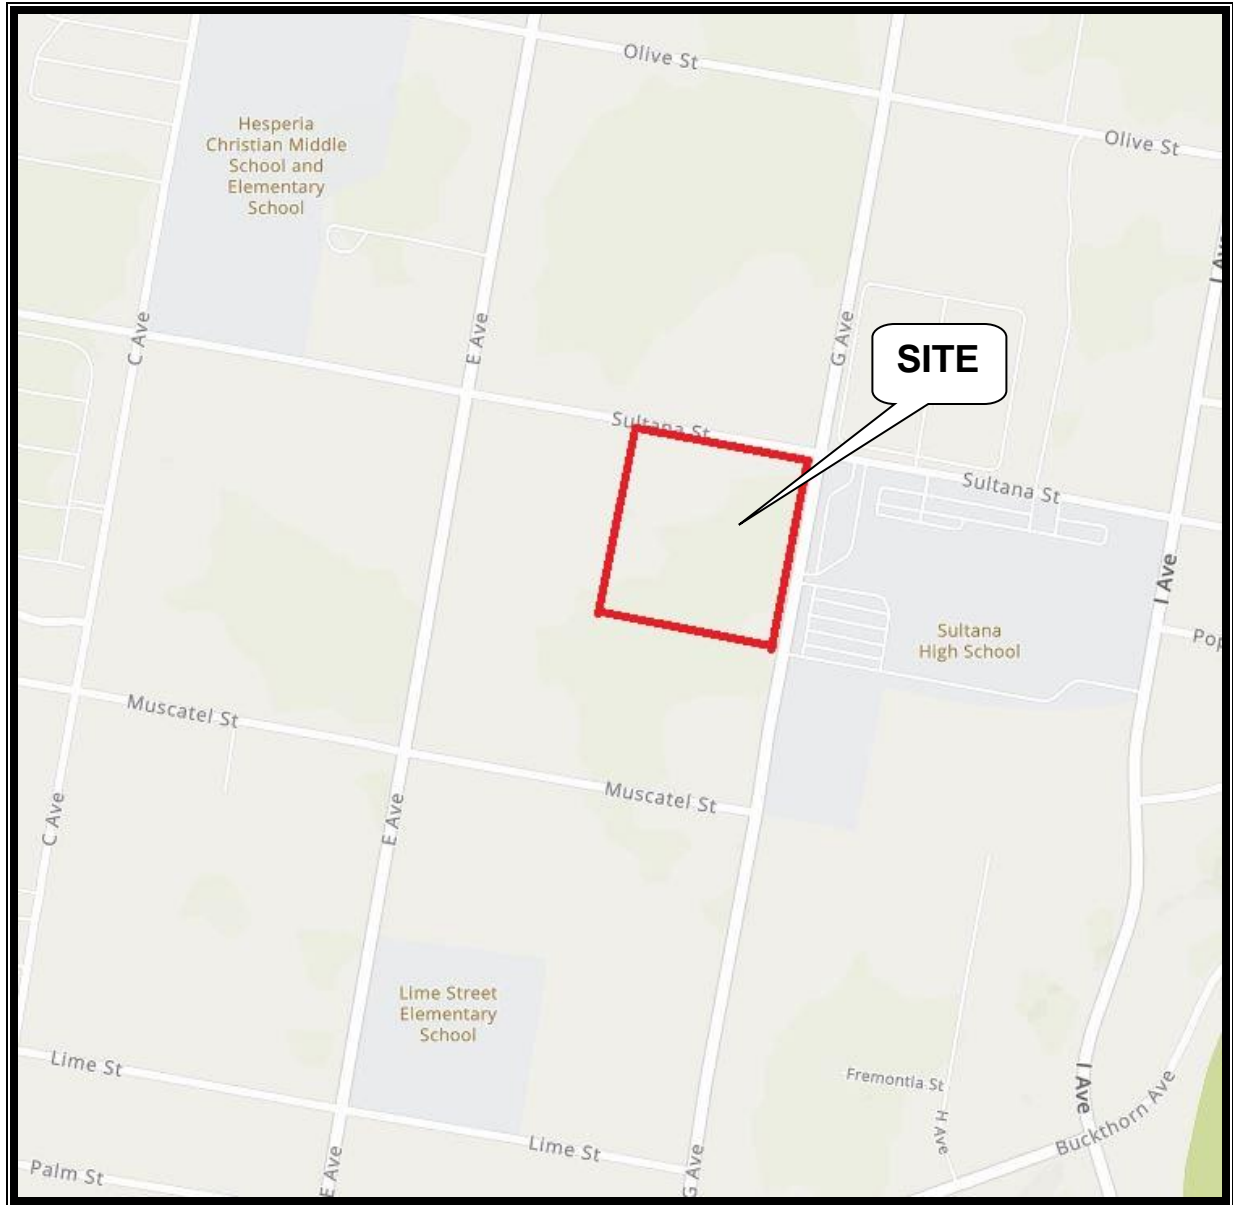 Olive St
Olive St
Hesperia
Christian Middle
School and
Elementary
School
C Ave
E Ave
G Ave
SITE
Sultana St
Sultana St
I Ave
Sultana
High School
Muscatel St
Muscatel St
C Ave
E Ave
Lime Street
Elementary
School
Lime St
Fremontia St
H Ave
I Ave
Buckthorn Ave
Lime St
Palm St
E Ave
G Ave